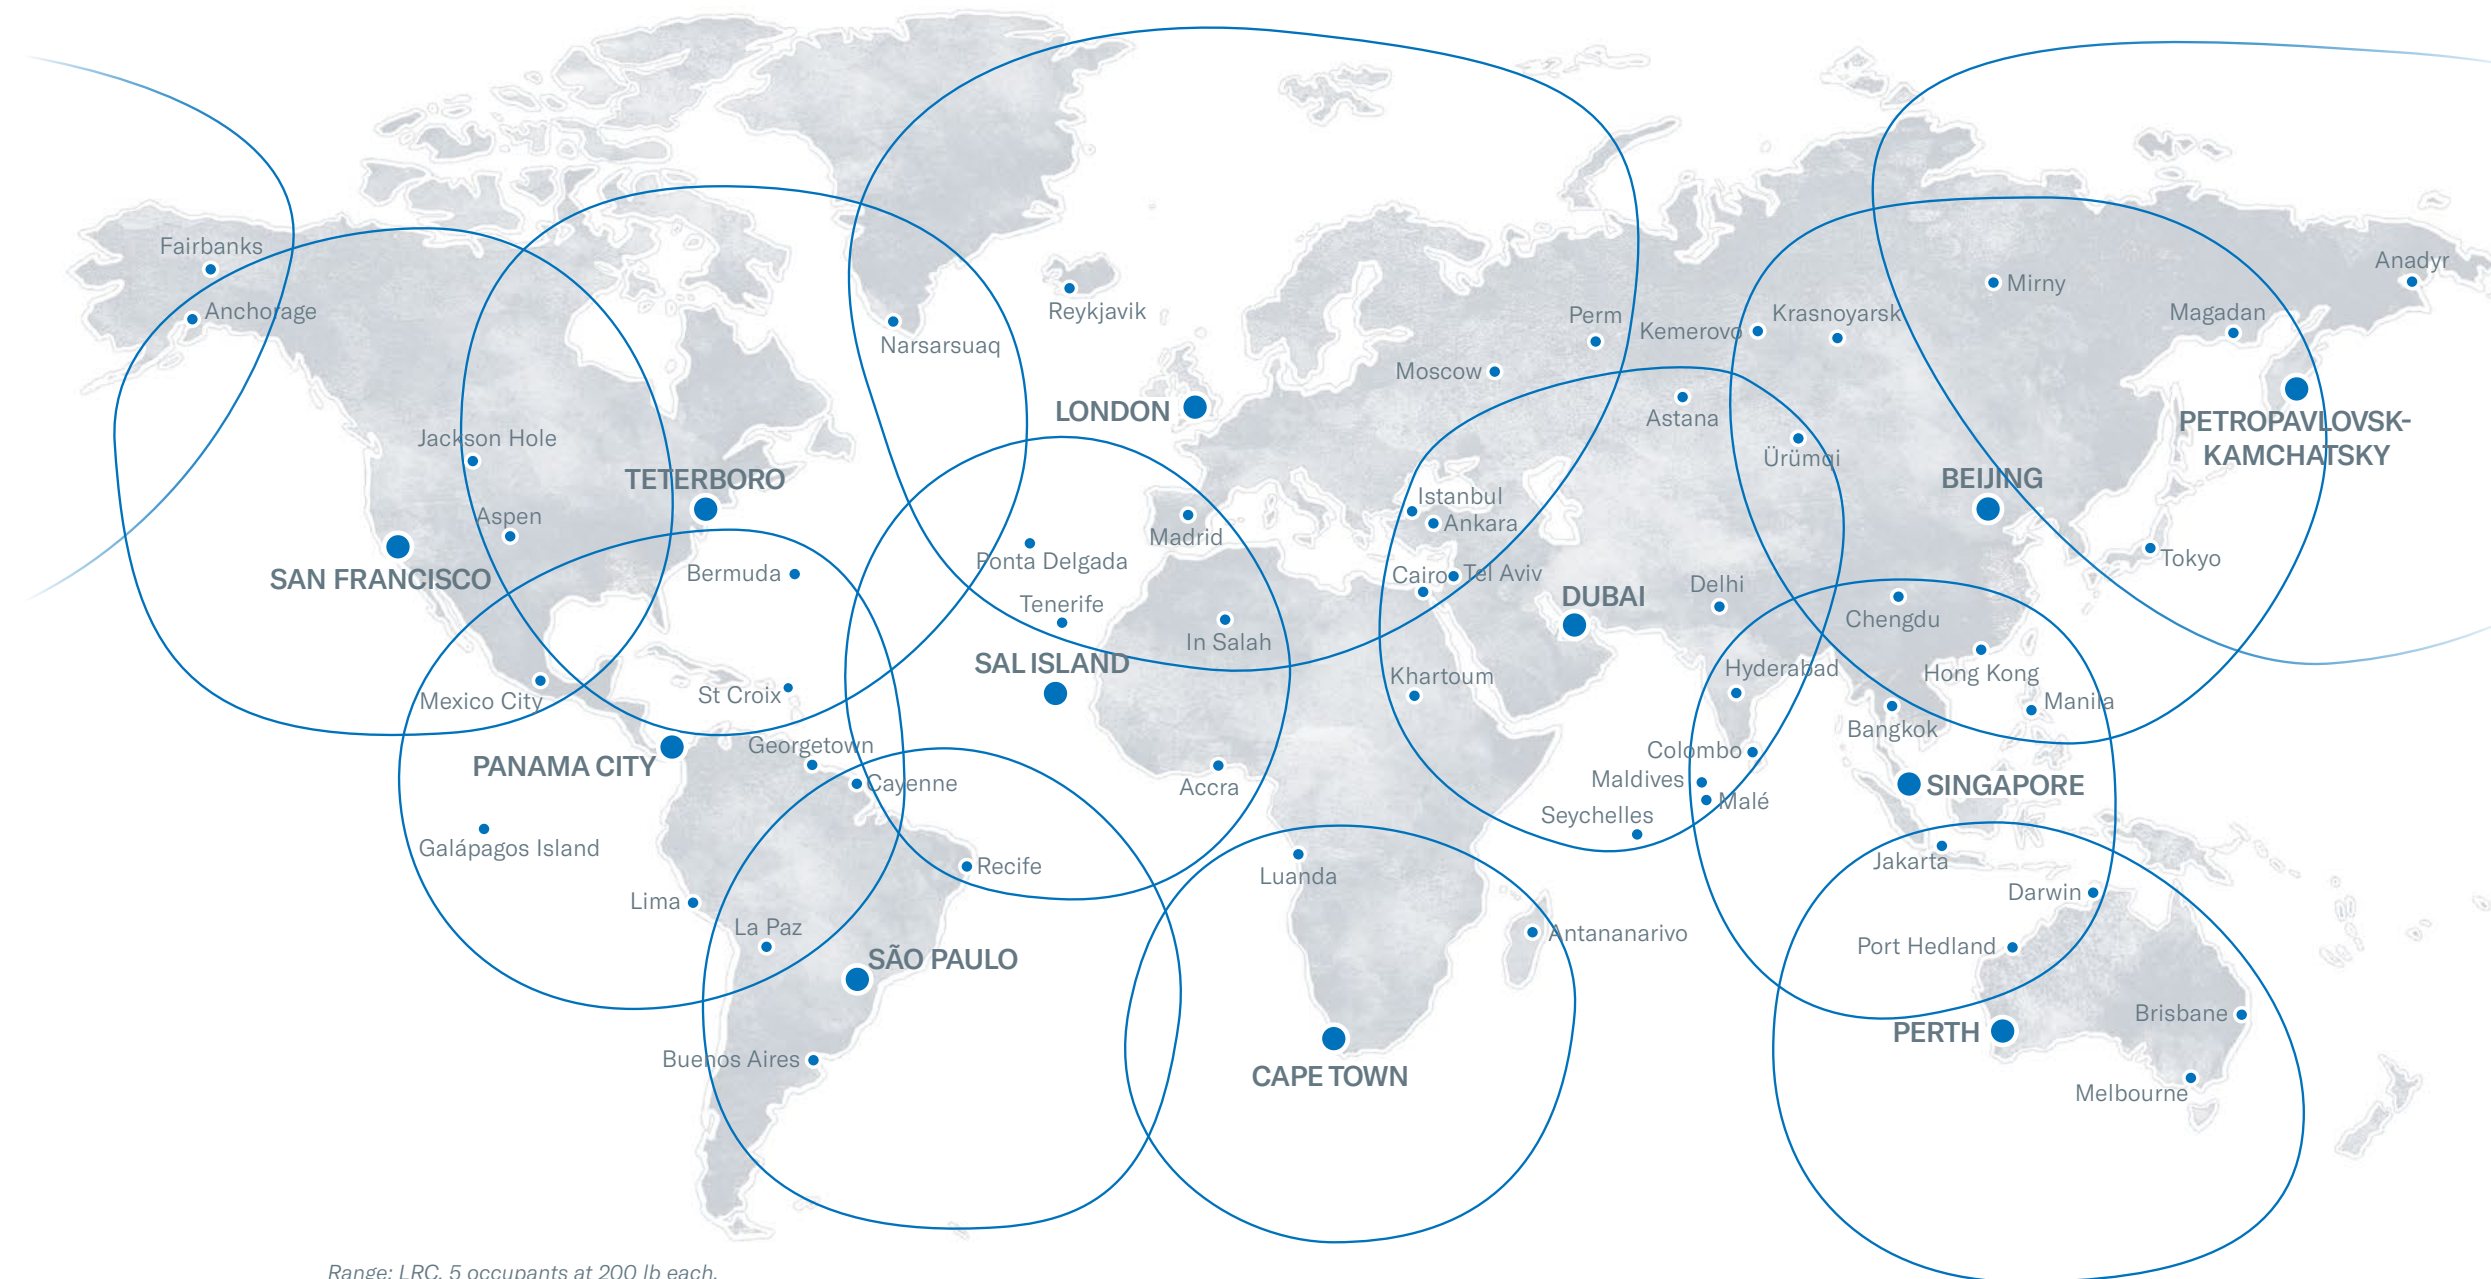 Fairbanks
Anchorage
Narsarsuaq
Reykjavik
Anadyr
Mirny
Magadan
Krasnoyarsk
Kemerovo
Perm
Moscow
LONDON
Astana
PETROPAVLOVSK-
KAMCHATSKY
Jackson Hole
Ürümqi
TETERBORO
BEIJING
Istanbul
Ankara
Aspen
Madrid
SAN FRANCISCO
Bermuda
Ponta Delgada
Tokyo
Cairo
Tel Aviv
Delhi
DUBAI
Tenerife
Chengdu
In Salah
SAL ISLAND
Hyderabad
Hong Kong
Khartoum
St Croix
Mexico City
Manila
Bangkok
Georgetown
Colombo
PANAMA CITY
Cayenne
Accra
Maldives
Malé
SINGAPORE
Seychelles
Galápagos Island
Jakarta
Recife
Luanda
Darwin
Lima
La Paz
Antananarivo
Port Hedland
SÃO PAULO
Brisbane
PERTH
Buenos Aires
CAPE TOWN
Melbourne
Range: LRC, 5 occupants at 200 lb each.